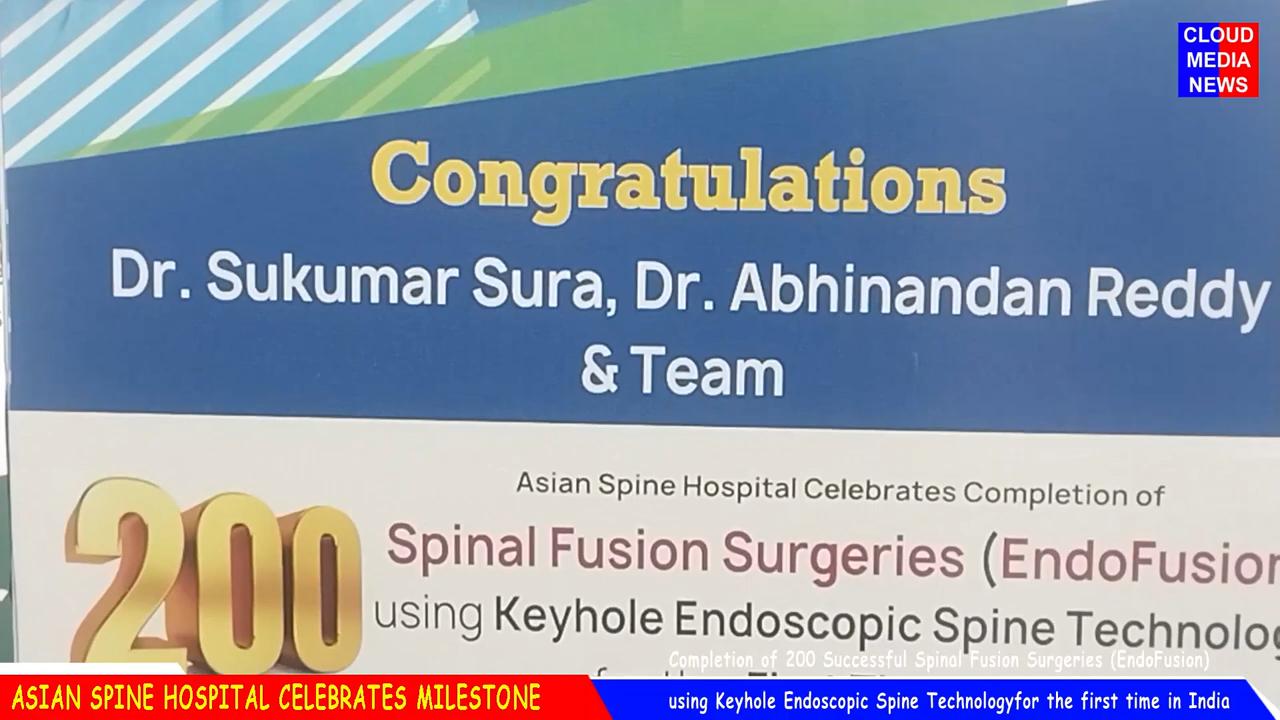 CLOUD
MEDIA
NEWS
Congratulations
Dr. Sukumar Sura, Dr. Abhinandan Reddy
& Team
200
Asian Spine Hospital Celebrates Completion of
Spinal Fusion Surgeries (EndoFusion
using Keyhole Endoscopic Spine Technolog
Completion of 200 Successful Spinal Fusion Surgeries (EndoFusion)
ASIAN SPINE HOSPITAL CELEBRATES MILESTONE
using Keyhole Endoscopic Spine Technologyfor the first time in India